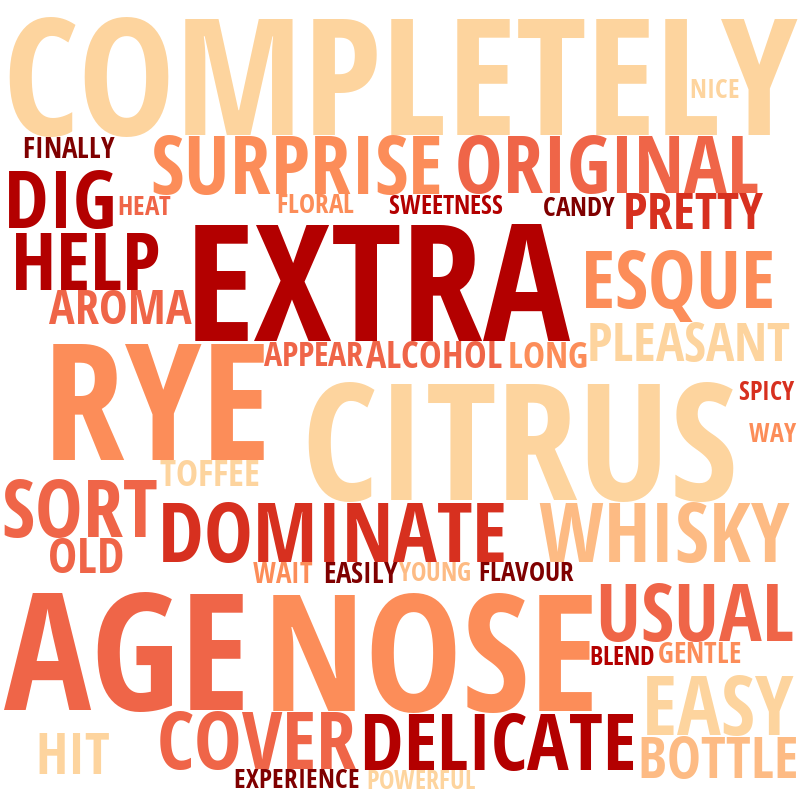 COMPLETELY
NICE
FINALLY SURPRISE ORIGINAL
DIG HEAT FLORAL SWEETNESS CANDY PRETTY
HELP EXTRA ESQUE
AROMA
PLEASANT
RYE APPEAR ALCOHOL LONG
CITRUS SPICY
WAY
TOFFEE
SORT DOMINATE WHISKY
OLD
WAIT EASILY YOUNG FLAVOUR
AGE NOSE USUAL
BLEND GENTLE
EASY
HIT COVER DELICATE BOTTLE
EXPERIENCE POWERFUL